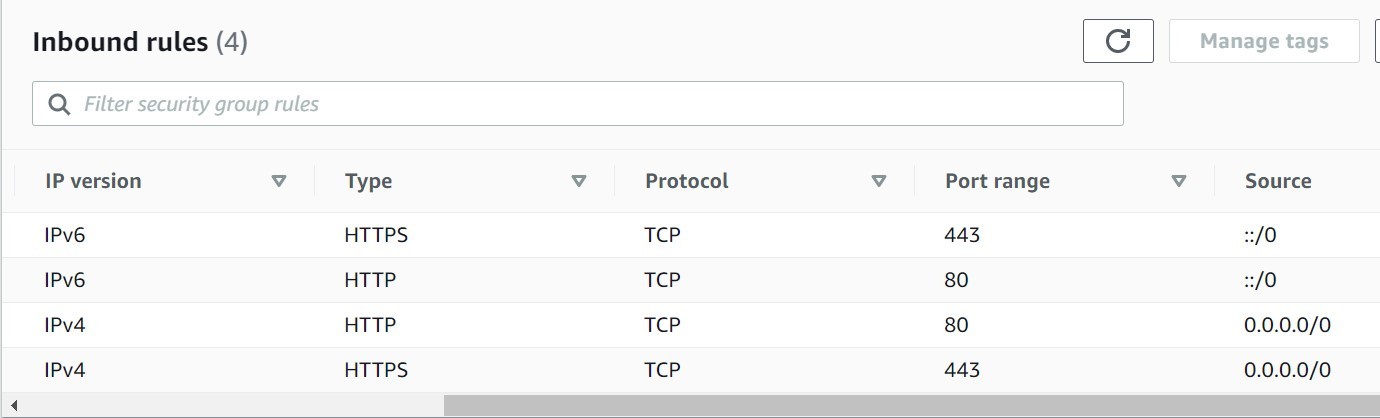 Inbound rules (4)
Manage tags
Filter security group rules
IP version Type Protocol Port range Source
IPv6 HTTPS TCP 443 ::/0
IPv6 HTTP TCP 80 ::/0
IPv4 HTTP TCP 80 0.0.0.0/0
IPv4 HTTPS TCP 443 0.0.0.0/0